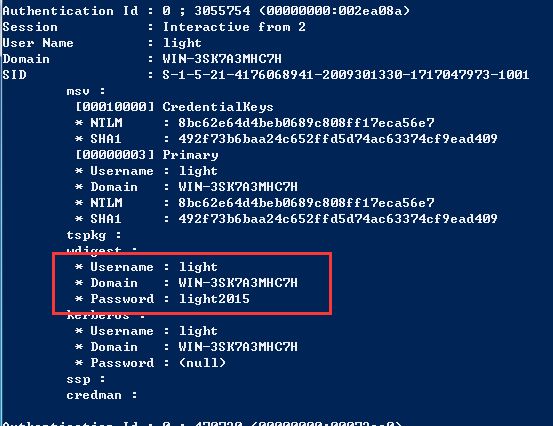 Authentication Id : 0 ; 3055754 (00000000:002ea08a)
Session : Interactive from 2
User Name : light
Domain : WIN-3SK7A3MHC7H
SID : S-1-5-21-4176068941-2009301330-1717047973-1001
msv :
[00010000] CredentialKeys
* NTLM : 8bc62e64d4beb0689c808ff17eca56e7
* SHA1 : 492f73b6baa24c652ffd5d74ac63374cf9ead409
[00000003] Primary
* Username : light
* Domain : WIN-3SK7A3MHC7H
* NTLM : 8bc62e64d4beb0689c808ff17eca56e7
* SHA1 : 492f73b6baa24c652ffd5d74ac63374cf9ead409
tspkg :
wdigest :
* Username : light
* Domain : WIN-3SK7A3MHC7H
* Password : light2015
kerberos :
* Username : light
* Domain : WIN-3SK7A3MHC7H
* Password : (null)
ssp :
credman :
Authentication Id : 0 ;